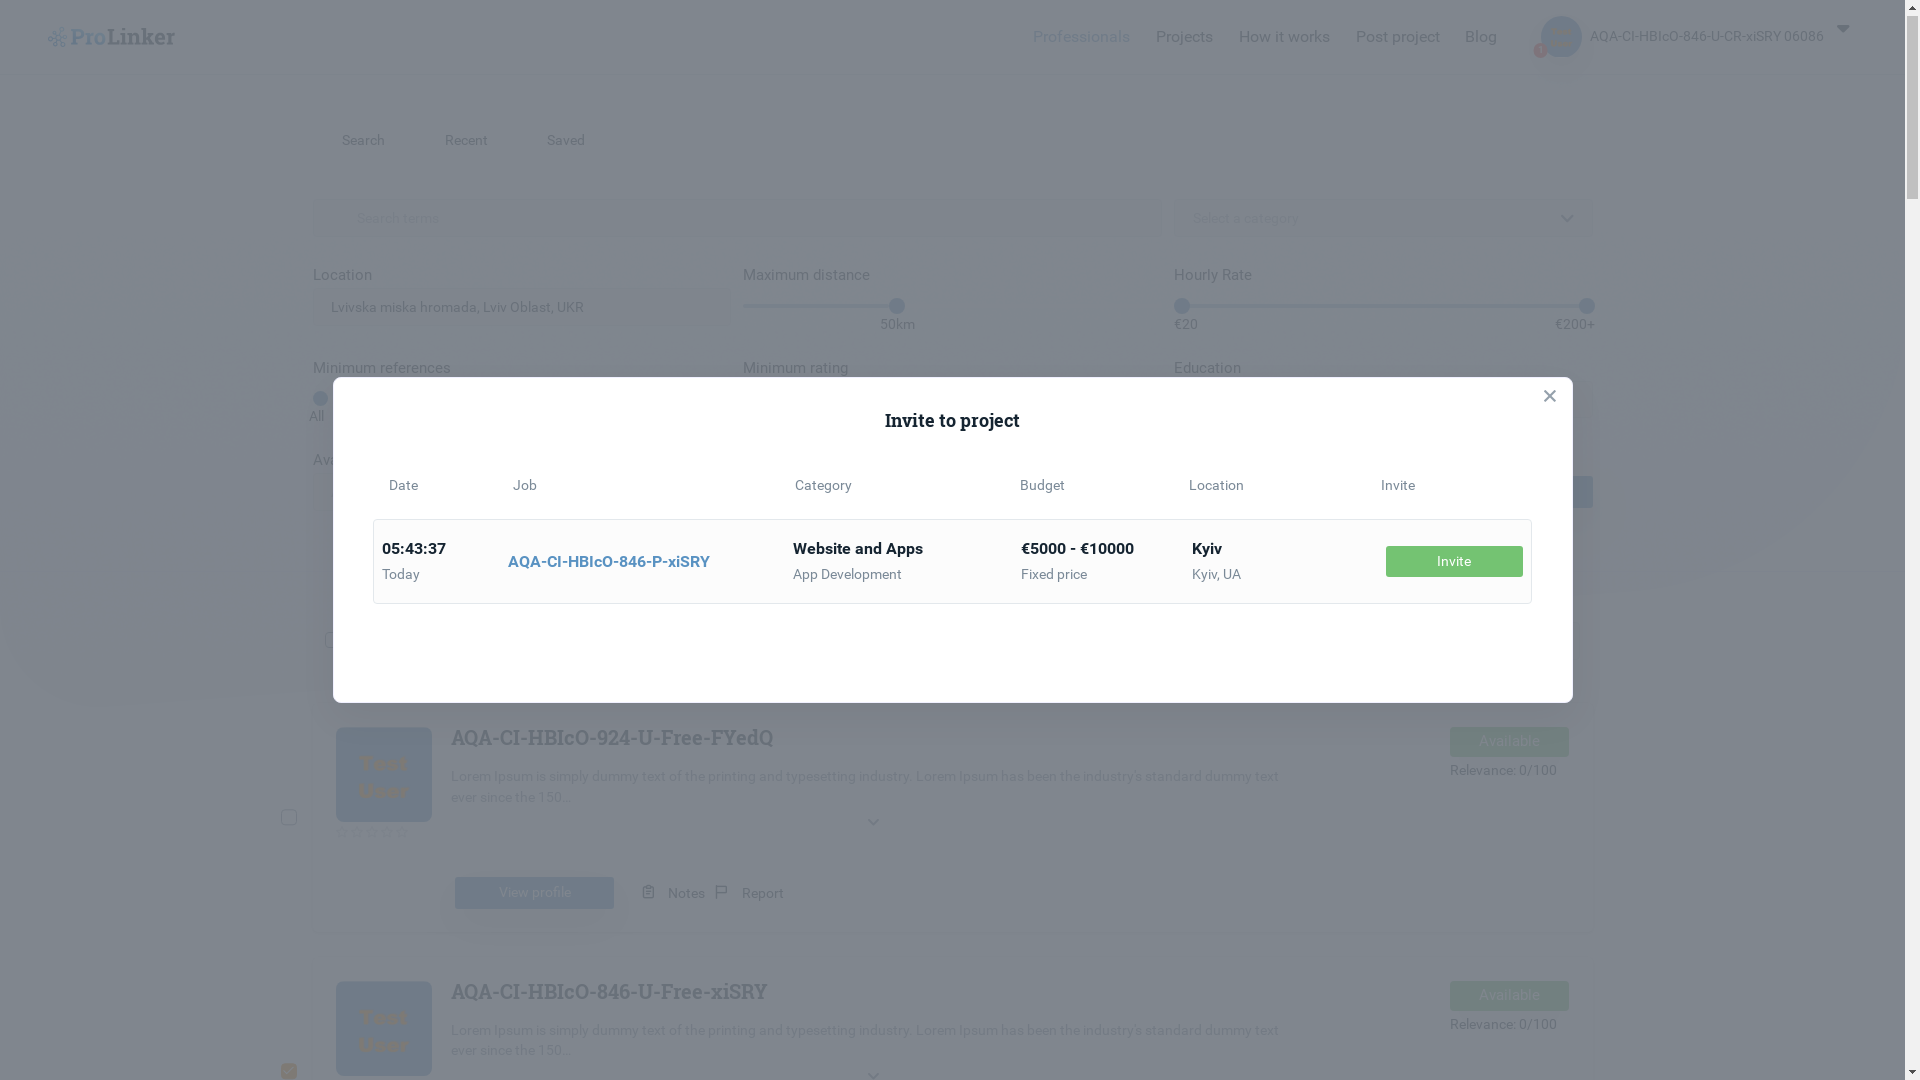 ProLinker
Professionals
Projects
How it works
Post project
Blog
AQA-CI-HBIcO-846-U-CR-xiSRY 06086
Search
Recent
Saved
Search terms
Select a category
Location
Maximum distance
Hourly Rate
Lvivska miska hromada, Lviv Oblast, UKR
50km
€20
€200+
Minimum references
Minimum rating
Education
All
Invite to project
Date
Job
Category
Budget
Location
Invite
05:43:37
Today
AQA-CI-HBIcO-846-P-xiSRY
Website and Apps
App Development
€5000 - €10000
Fixed price
Kyiv
Kyiv, UA
Invite
AQA-CI-HBIcO-924-U-Free-FYedQ
Available
Test
User
Lorem Ipsum is simply dummy text of the printing and typesetting industry. Lorem Ipsum has been the industry's standard dummy text
ever since the 150...
Relevance: 0/100
View profile
Notes
Report
AQA-CI-HBIcO-846-U-Free-xiSRY
Available
Test
User
Lorem Ipsum is simply dummy text of the printing and typesetting industry. Lorem Ipsum has been the industry's standard dummy text
ever since the 150...
Relevance: 0/100